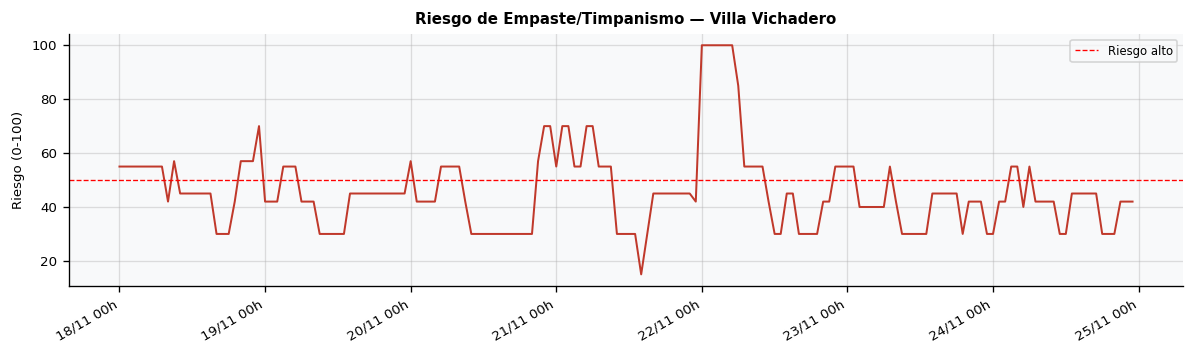 Riesgo de Empaste/Timpanismo — Villa Vichadero
Riesgo alto
Riesgo (0-100)
100
80
60
40
20
18/11 00h
19/11 00h
20/11 00h
21/11 00h
22/11 00h
23/11 00h
24/11 00h
25/11 00h